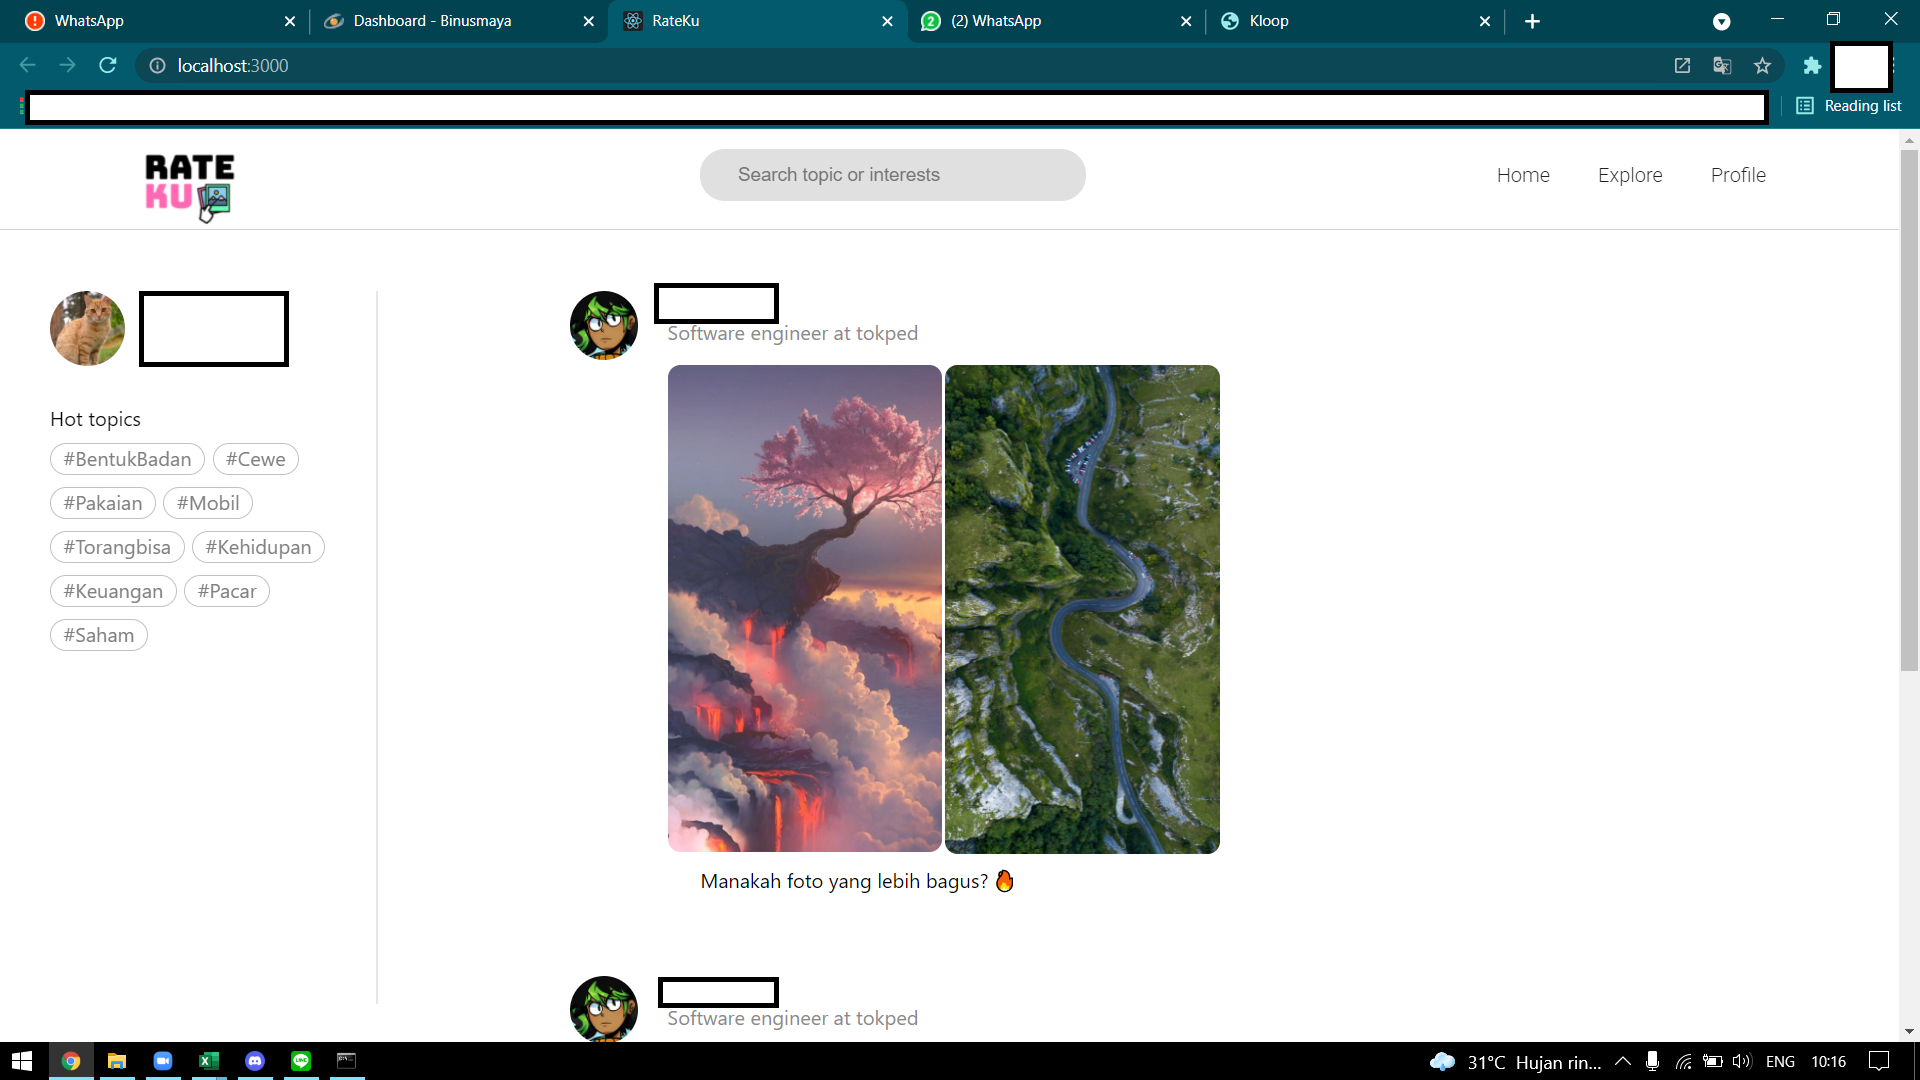 WhatsApp
Dashboard - Binusmaya
RateKu
2
(2) WhatsApp
Kloop
localhost:3000
Reading list
RATE
KU
Search topic or interests
Home
Explore
Profile
Software engineer at tokped
Hot topics
#BentukBadan
#Cewe
#Pakaian
#Mobil
#Torangbisa
#Kehidupan
#Keuangan
#Pacar
#Saham
Manakah foto yang lebih bagus? 🔥
Software engineer at tokped
31°C Hujan rin...
ENG
10:16